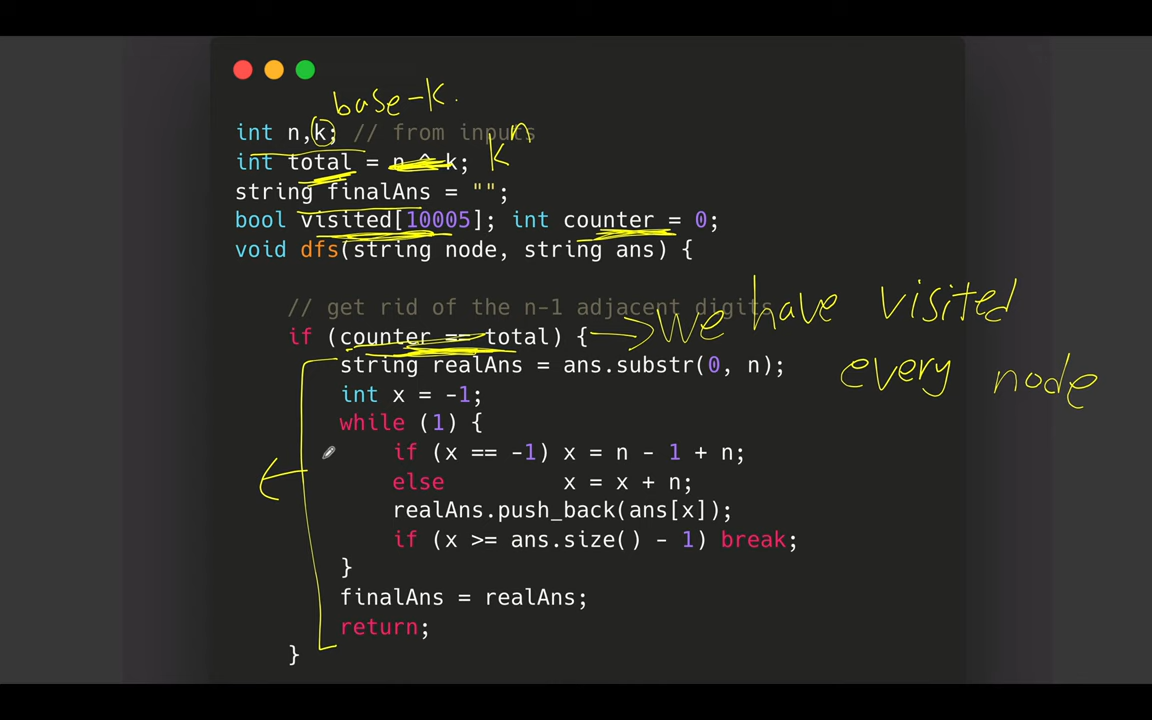 base-k.
int n,k; // from inputs
int total = n ^ k; k^n
string finalAns = "";
bool visited[10005]; int counter = 0;
void dfs(string node, string ans) {
// get rid of the n-1 adjacent digits
if (counter == total) { → we have visited
every node
string realAns = ans.substr(0, n);
int x = -1;
while (1) {
if (x == -1) x = n - 1 + n;
else x = x + n;
realAns.push_back(ans[x]);
if (x >= ans.size() - 1) break;
}
finalAns = realAns;
return;
}